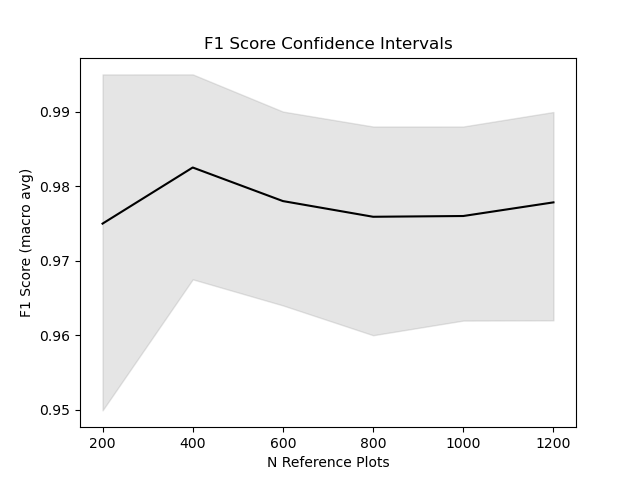 F1 Score Confidence Intervals
F1 Score (macro avg)
0.99
0.98
0.97
0.96
0.95
200 400 600 800 1000 1200
N Reference Plots